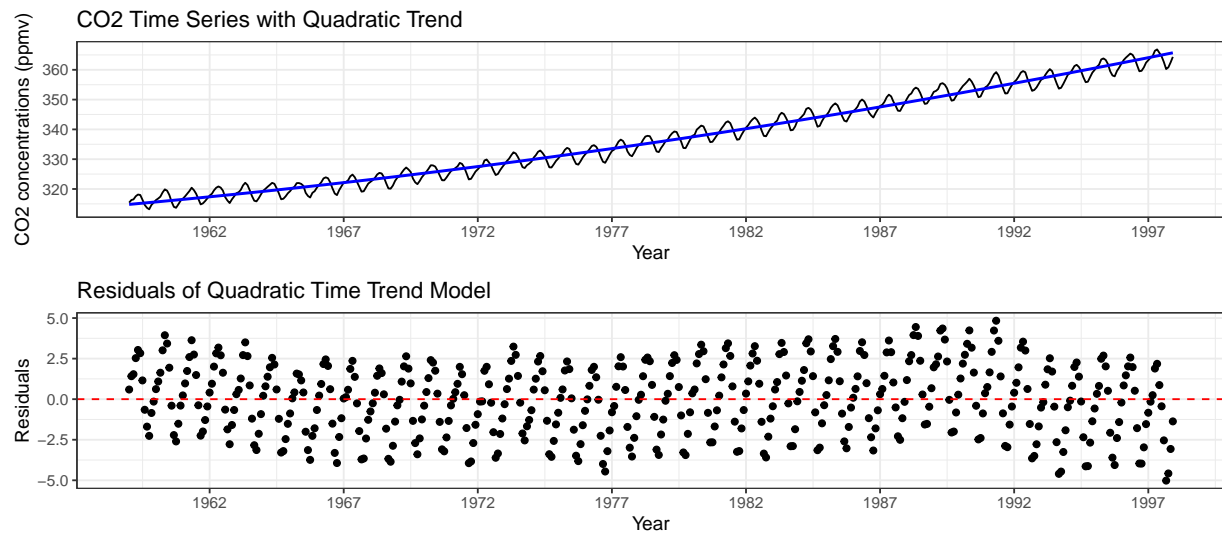 CO2 Time Series with Quadratic Trend
CO2 concentrations (ppmv)
360
350
340
330
320
1962 1967 1972 1977 1982 1987 1992 1997
Year
Residuals of Quadratic Time Trend Model
Residuals
5.0
2.5
0.0
−2.5
−5.0
1962 1967 1972 1977 1982 1987 1992 1997
Year